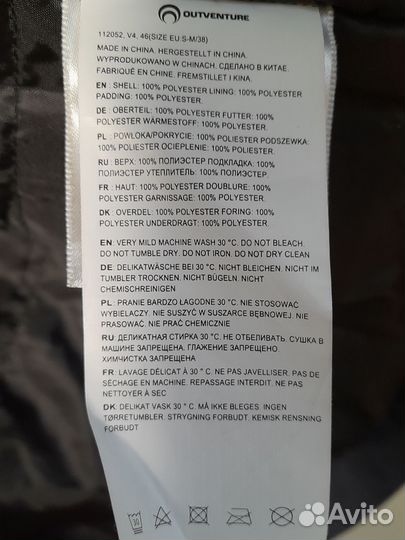 OUTVENTURE
112052, V4, 46(SIZE EU:S-M/38)
MADE IN CHINA. HERGESTELLT IN CHINA.
WYPRODUKOWANO W CHINACH. СДЕЛАНО В КИТАЕ.
FABRIQUÉ EN CHINE. FREMSTILLET I KINA.
EN : SHELL: 100% POLYESTER LINING: 100% POLYESTER
PADDING: 100% POLYESTER.
DE : OBERTEIL: 100% POLYESTER FUTTER: 100%
POLYESTER WÄRMESTOFF: 100% POLYESTER.
PL : POWŁOKA/POKRYCIE: 100% POLIESTER PODSZEWKA:
100% POLIESTER OCIEPLENIE: 100% POLIESTER.
RU : ВЕРХ: 100% ПОЛИЭСТЕР ПОДКЛАДКА: 100%
ПОЛИЭСТЕР УТЕПЛИТЕЛЬ: 100% ПОЛИЭСТЕР.
FR : HAUT: 100% POLYESTER DOUBLURE: 100%
POLYESTER GARNISSAGE: 100% POLYESTER.
DK : OVERDEL: 100% POLYESTER FORING: 100%
POLYESTER UNDERDRAGT: 100% POLYESTER.
EN: VERY MILD MACHINE WASH 30 °C. DO NOT BLEACH.
DO NOT TUMBLE DRY. DO NOT IRON. DO NOT DRY CLEAN
DE: DELIKATWÄSCHE BEI 30 °C. NICHT BLEICHEN. NICHT IM
TUMBLER TROCKNEN. NICHT BÜGELN. NICHT
CHEMISCHREINIGEN
PL: PRANIE BARDZO ŁAGODNE 30 °C. NIE STOSOWAĆ
WYBIELACZY. NIE SUSZYĆ W SUSZARCE BĘBNOWEJ. NIE
PRASOWAĆ. NIE PRAĆ CHEMICZNIE
RU: ДЕЛИКАТНАЯ СТИРКА 30 °C. НЕ ОТБЕЛИВАТЬ. СУШКА В
МАШИНЕ ЗАПРЕЩЕНА. ГЛАЖЕНИЕ ЗАПРЕЩЕНО.
ХИМЧИСТКА ЗАПРЕЩЕНА
FR: LAVAGE DÉLICAT À 30 °C. NE PAS JAVELLISER. PAS DE
SÉCHAGE EN MACHINE. REPASSAGE INTERDIT. NE PAS
NETTOYER À SEC
DK: DELIKAT VASK 30 °C. MÅ IKKE BLEGES. INGEN
TØRRETUMBLER. STRYGNING FORBUDT. KEMISK RENSNING
FORBUDT.
30
Avito